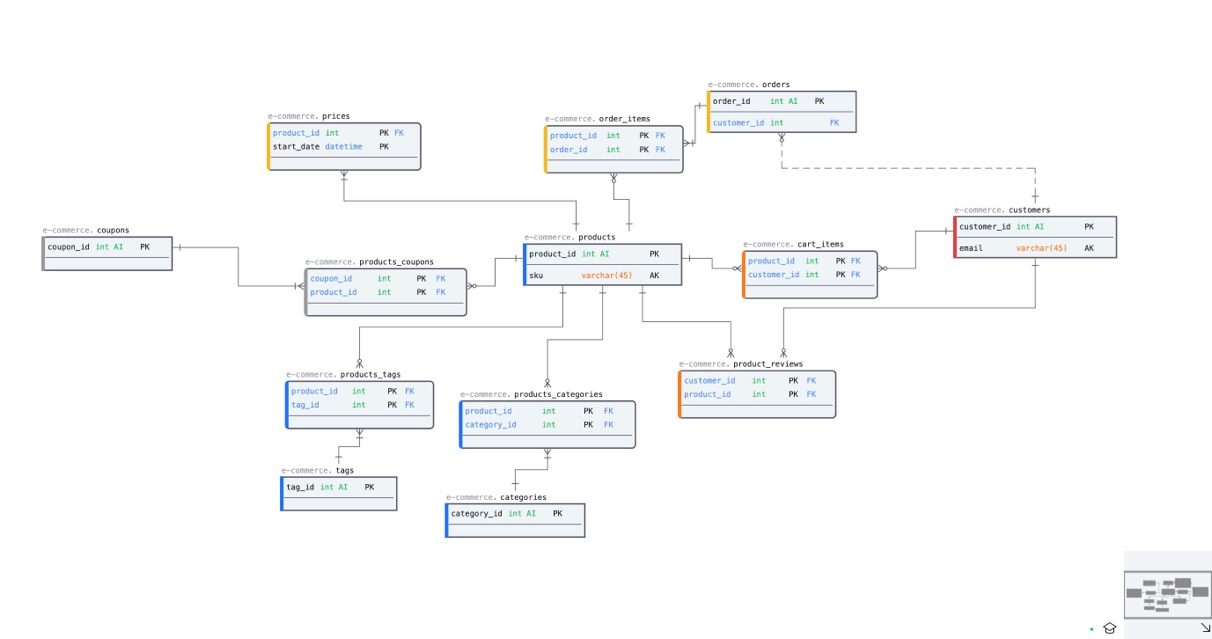 e-commerce. orders
order_id int AI PK
customer_id int FK
e-commerce. prices
product_id int PK FK
start_date datetime PK
e-commerce. order_items
product_id int PK FK
order_id int PK FK
e-commerce. customers
customer_id int AI PK
email varchar(45) AK
e-commerce. coupons
coupon_id int AI PK
e-commerce. products
product_id int AI PK
sku varchar(45) AK
e-commerce. cart_items
product_id int PK FK
customer_id int PK FK
e-commerce. products_coupons
coupon_id int PK FK
product_id int PK FK
e-commerce. product_reviews
customer_id int PK FK
product_id int PK FK
e-commerce. products_tags
product_id int PK FK
tag_id int PK FK
e-commerce. products_categories
product_id int PK FK
category_id int PK FK
e-commerce. tags
tag_id int AI PK
e-commerce. categories
category_id int AI PK